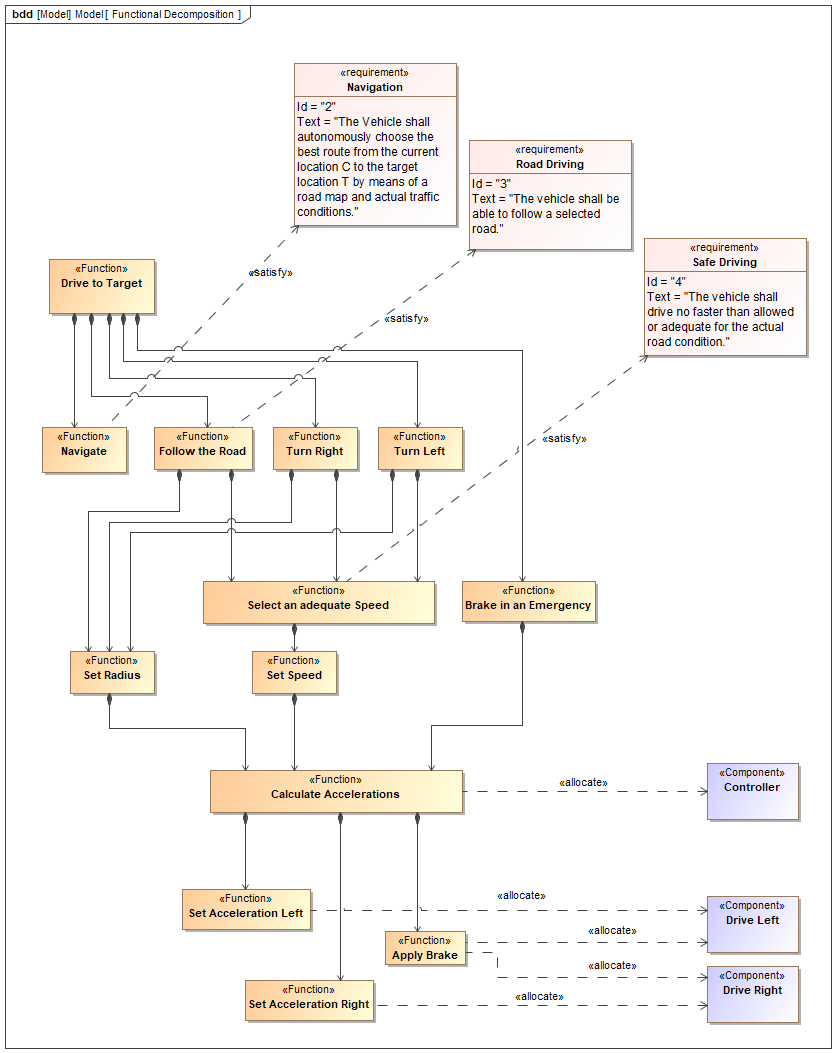 bdd [Model] Model [ Functional Decomposition ]
«requirement»
Navigation
Id = "2"
Text = "The Vehicle shall
autonomously choose the
best route from the current
location C to the target
location T by means of a
road map and actual traffic
conditions."
«requirement»
Road Driving
Id = "3"
Text = "The vehicle shall be
able to follow a selected
road."
«requirement»
Safe Driving
Id = "4"
Text = "The vehicle shall
drive no faster than allowed
or adequate for the actual
road condition."
«Function»
Drive to Target
«satisfy»
«satisfy»
«satisfy»
«Function»
Navigate
«Function»
Follow the Road
«Function»
Turn Right
«Function»
Turn Left
«Function»
Select an adequate Speed
«Function»
Brake in an Emergency
«Function»
Set Radius
«Function»
Set Speed
«Function»
Calculate Accelerations
«allocate»
«Component»
Controller
«Function»
Set Acceleration Left
«allocate»
«Component»
Drive Left
«Function»
Apply Brake
«allocate»
«allocate»
«Component»
Drive Right
«Function»
Set Acceleration Right
«allocate»